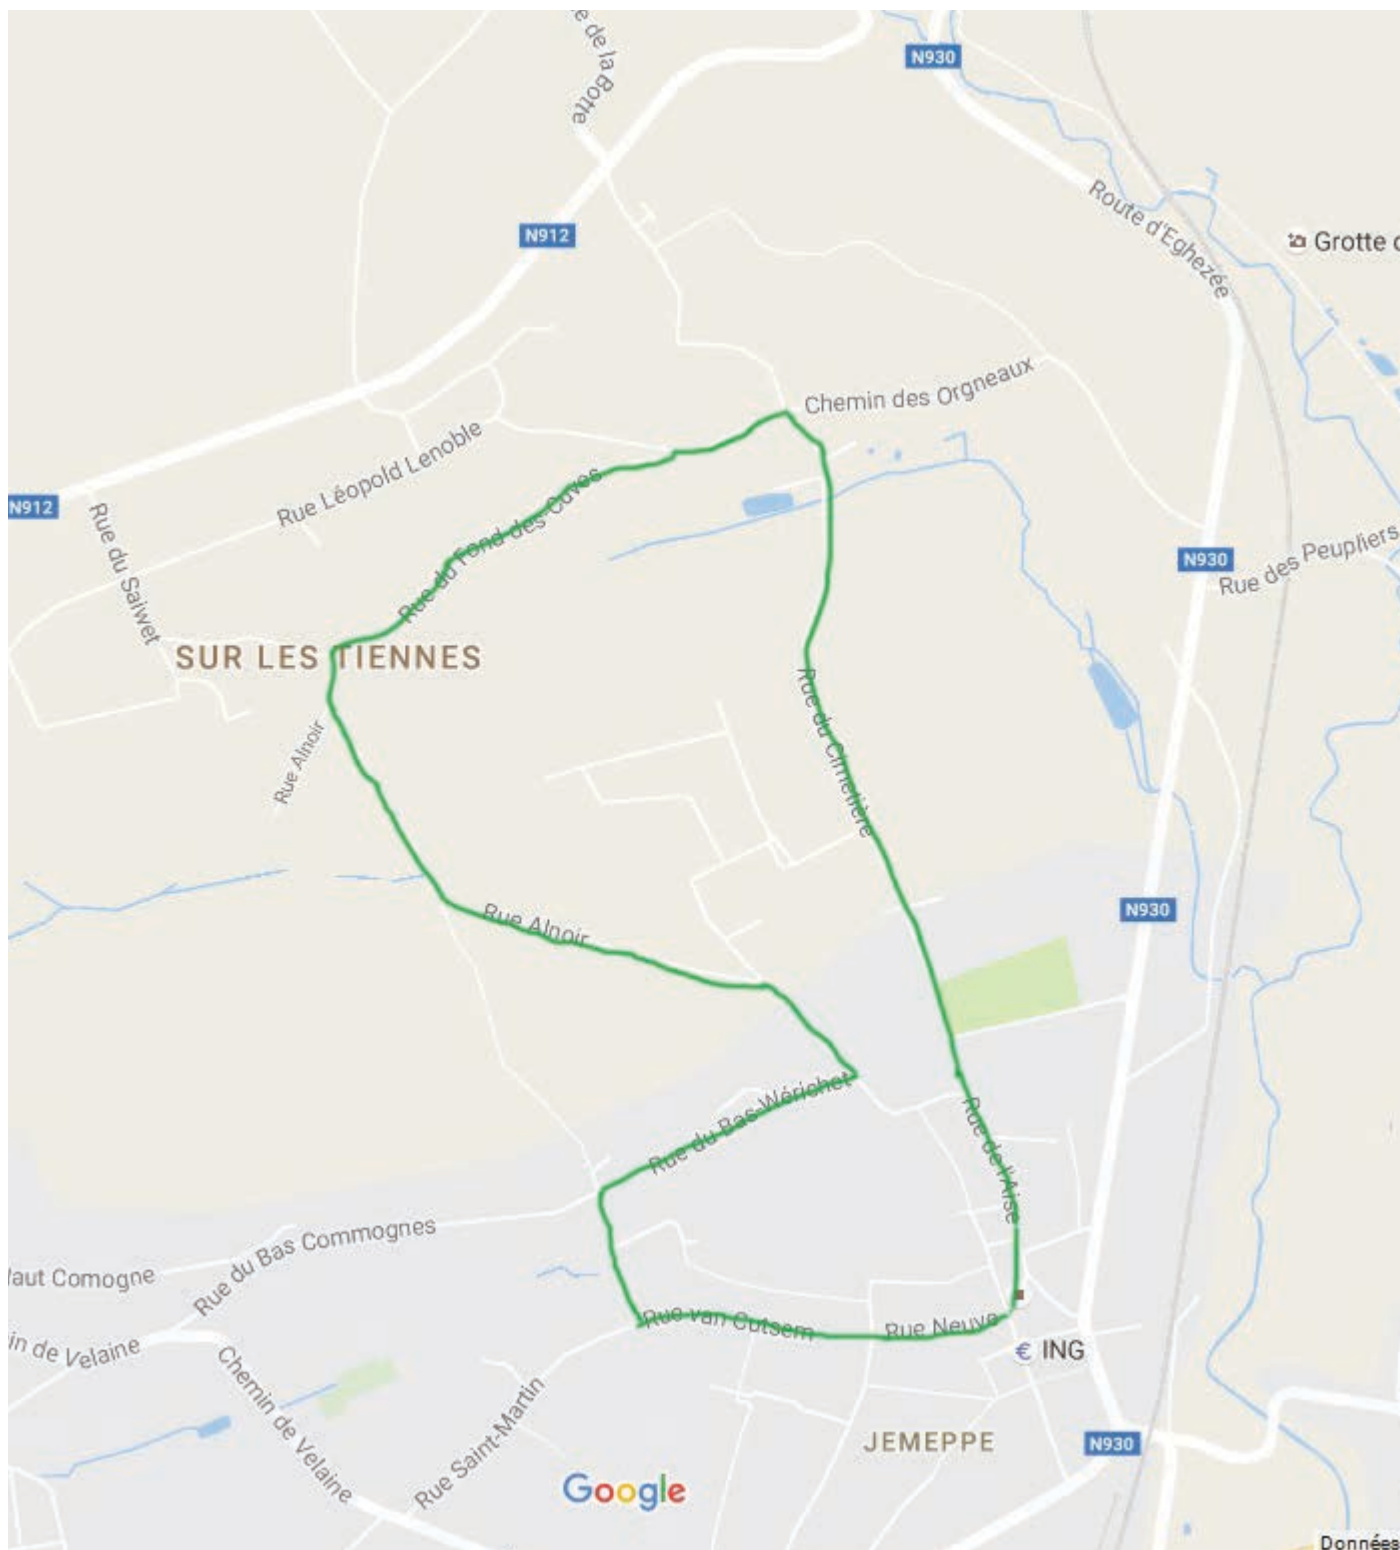 e de la Botte
N930
Route d'Eghezée
N912
Grotte
Chemin des Orgneaux
Rue Léopold Lenoble
N912
Rue du Saiwet
Rue du Fond des Cuves
N930
Rue des Peupliers
SUR LES TIENNES
Rue du Cimetière
Rue Alnoir
Rue Alnoir
N930
Rue du Bas-Wérichet
Rue de l'Aise
Rue du Bas Commognes
aut Comogne
in de Velaine
Rue van Cutsem
Rue Neuve
€ ING
Chemin de Velaine
Rue Saint-Martin
JEMEPPE
N930
Google
Données